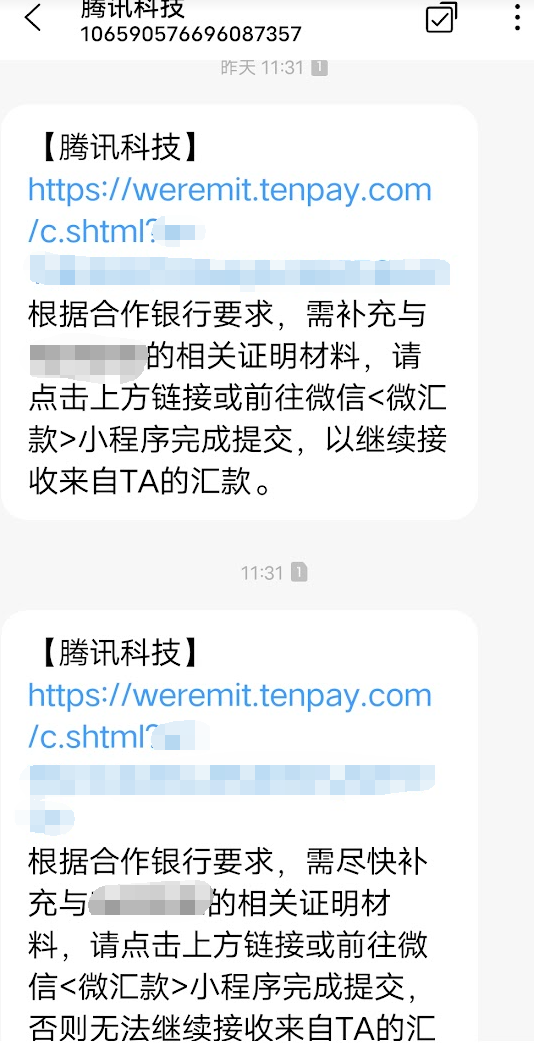 腾讯科技
106590576696087357
昨天 11:31 1
【腾讯科技】
https://weremit.tenpay.com
/c.shtml?
根据合作银行要求，需补充与
的相关证明材料，请
点击上方链接或前往微信<微汇
款>小程序完成提交，以继续接
收来自TA的汇款。
11:31 1
【腾讯科技】
https://weremit.tenpay.com
/c.shtml?
根据合作银行要求，需尽快补
充与的相关证明材
料，请点击上方链接或前往微
信<微汇款>小程序完成提交，
否则无法继续接收来自TA的汇